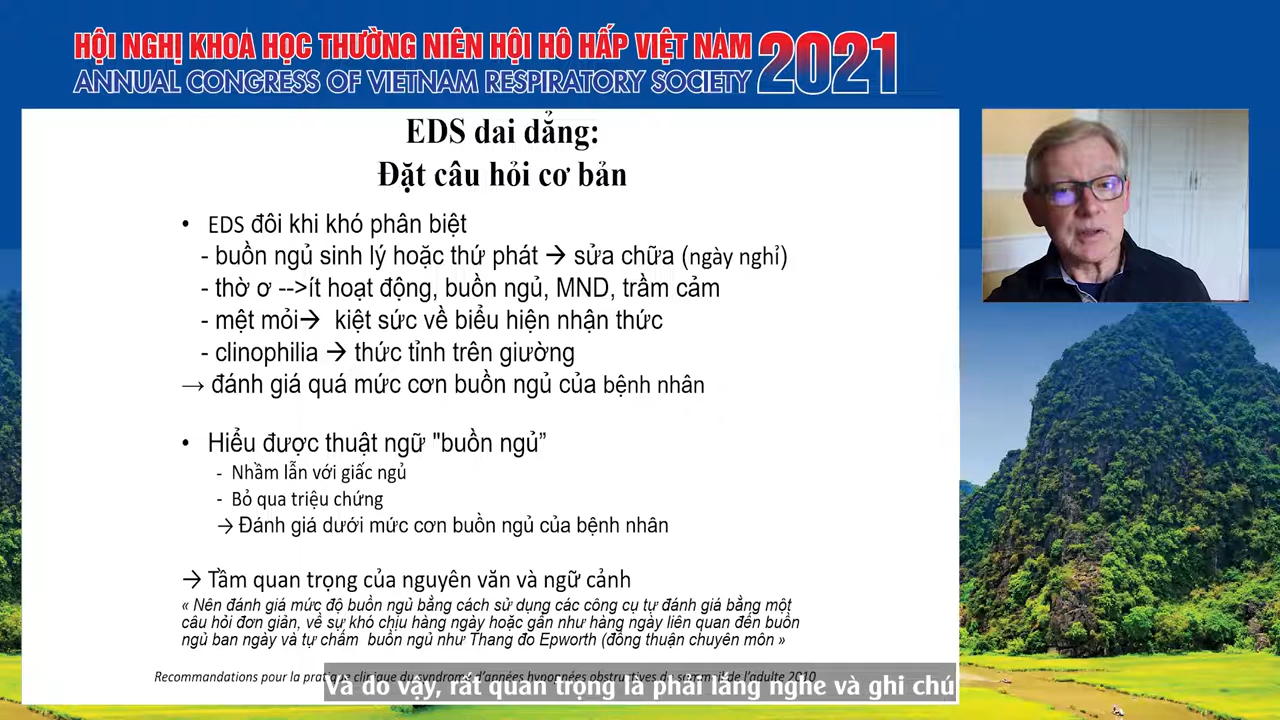 HỘI NGHỊ KHOA HỌC THƯỜNG NIÊN HỘI HÔ HẤP VIỆT NAM 2021
ANNUAL CONGRESS OF VIETNAM RESPIRATORY SOCIETY
EDS dai dẳng:
Đặt câu hỏi cơ bản
• EDS đôi khi khó phân biệt
- buồn ngủ sinh lý hoặc thứ phát → sửa chữa (ngày nghỉ)
- thờ ơ -->ít hoạt động, buồn ngủ, MND, trầm cảm
- mệt mỏi→ kiệt sức về biểu hiện nhận thức
- clinophilia → thức tỉnh trên giường
→ đánh giá quá mức cơn buồn ngủ của bệnh nhân
• Hiểu được thuật ngữ "buồn ngủ”
- Nhầm lẫn với giấc ngủ
- Bỏ qua triệu chứng
→ Đánh giá dưới mức cơn buồn ngủ của bệnh nhân
→ Tầm quan trọng của nguyên văn và ngữ cảnh
« Nên đánh giá mức độ buồn ngủ bằng cách sử dụng các công cụ tự đánh giá bằng một
câu hỏi đơn giản, về sự khó chịu hàng ngày hoặc gần như hàng ngày liên quan đến buồn
ngủ ban ngày và tự chấm buồn ngủ như Thang đo Epworth (đồng thuận chuyên môn »
Recommandations pour la pratique clinique du syndrome d'apnées hypopnées obstructives du sommeil de l'adulte 2010
Và do vậy, rất quan trọng là phải lắng nghe và ghi chú